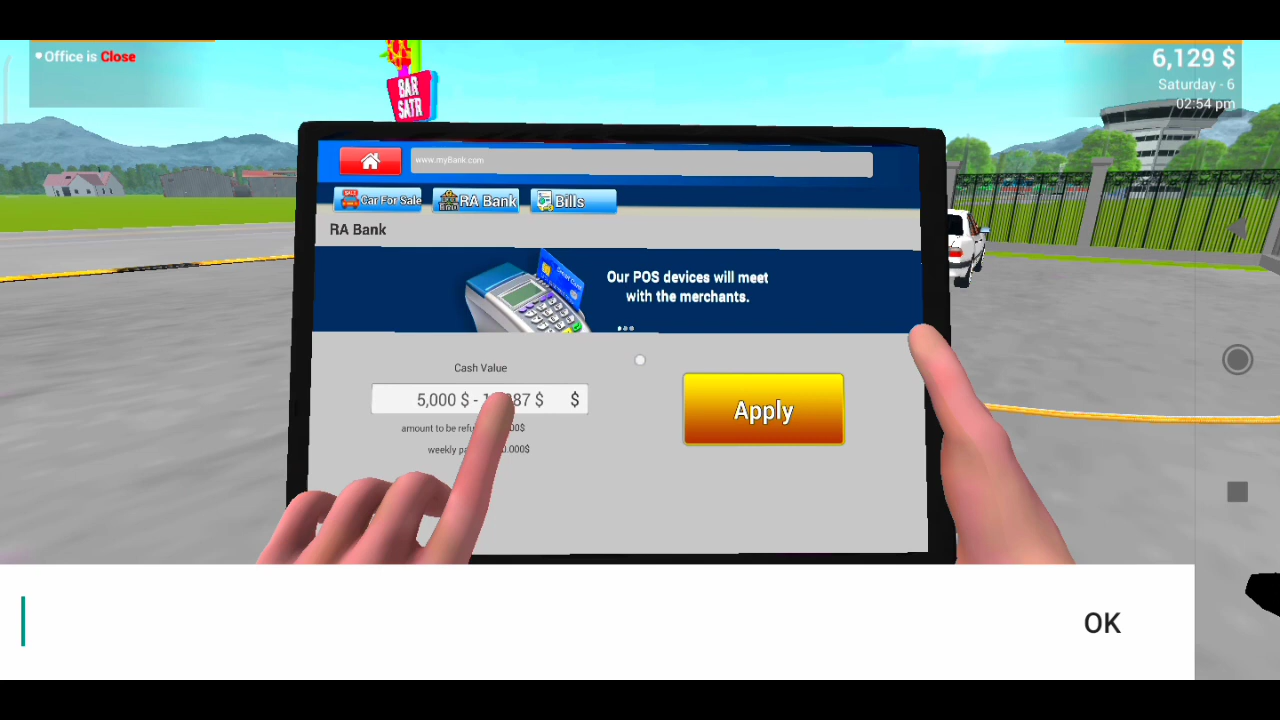 Office is Close
6,129 $
Saturday - 6
02:54 pm
BAR
SATR
www.myBank.com
Car For Sale
RA Bank
Bills
RA Bank
Our POS devices will meet
with the merchants.
Cash Value
5,000 $ - $ $
amount to be
weekly
Apply
OK